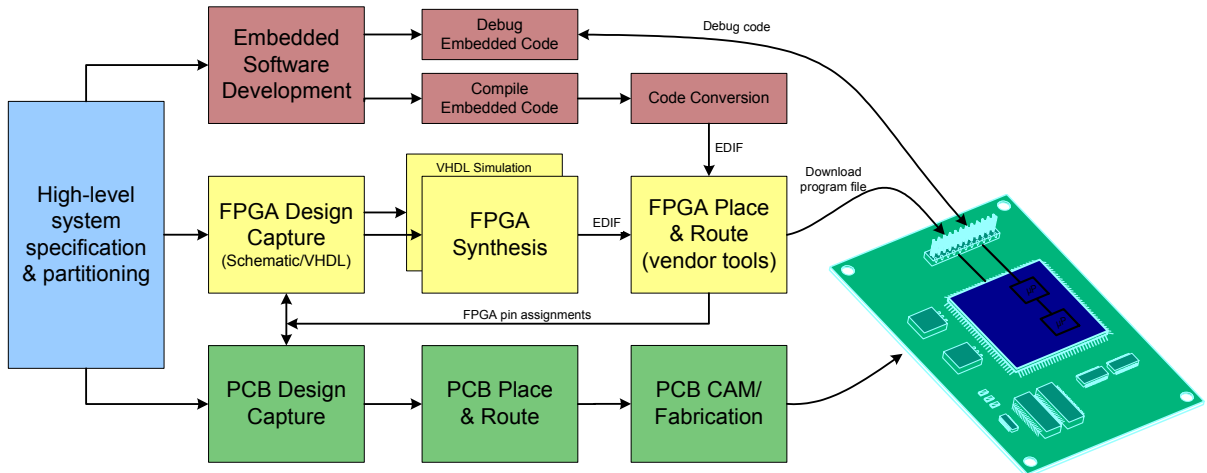 Embedded
Software
Development
Debug
Embedded Code
Debug code
Compile
Embedded Code
Code Conversion
EDIF
High-level
system
specification
& partitioning
FPGA Design
Capture
(Schematic/VHDL)
VHDL Simulation
FPGA
Synthesis
EDIF
FPGA Place
& Route
(vendor tools)
Download
program file
FPGA pin assignments
PCB Design
Capture
PCB Place
& Route
PCB CAM/
Fabrication